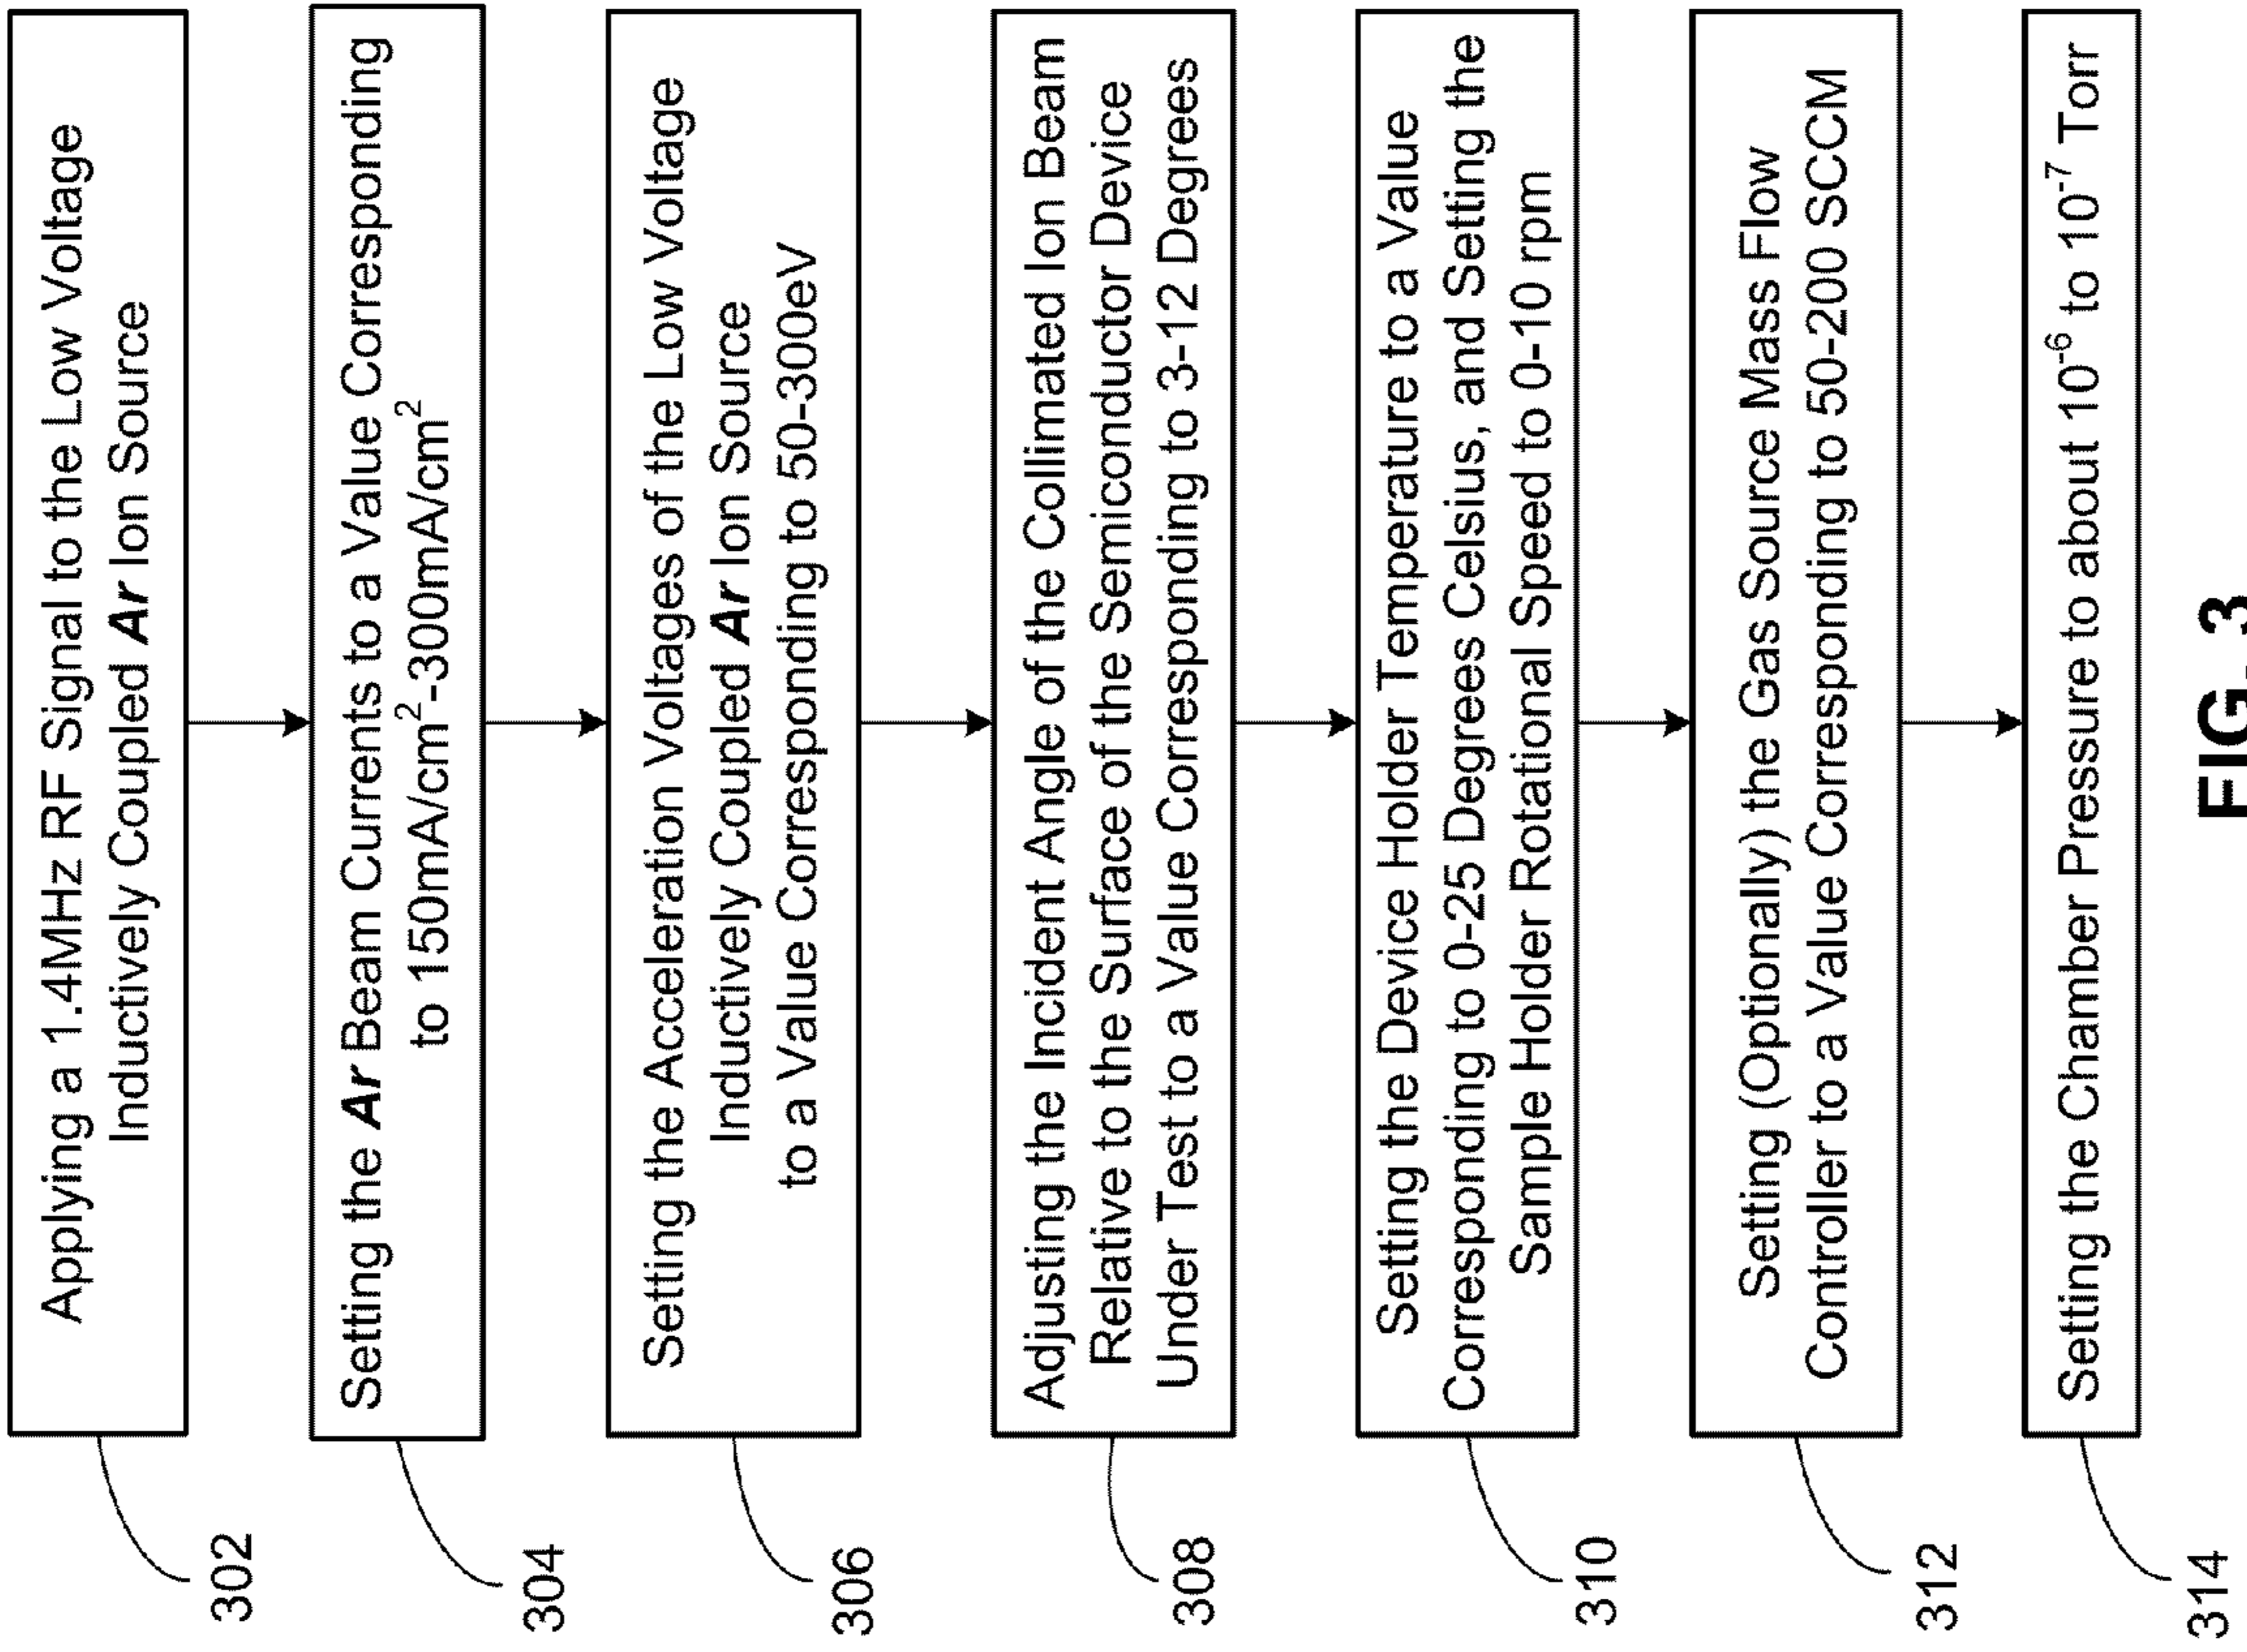 Applying a 1.4MHz RF Signal to the Low Voltage
Inductively Coupled Ar Ion Source
302
Setting the Ar Beam Currents to a Value Corresponding
to 150mA/cm²-300mA/cm²
304
Setting the Acceleration Voltages of the Low Voltage
Inductively Coupled Ar Ion Source
to a Value Corresponding to 50-300eV
306
Adjusting the Incident Angle of the Collimated Ion Beam
Relative to the Surface of the Semiconductor Device
Under Test to a Value Corresponding to 3-12 Degrees
308
Setting the Device Holder Temperature to a Value
Corresponding to 0-25 Degrees Celsius, and Setting the
Sample Holder Rotational Speed to 0-10 rpm
310
Setting (Optionally) the Gas Source Mass Flow
Controller to a Value Corresponding to 50-200 SCCM
312
Setting the Chamber Pressure to about 10⁻⁶ to 10⁻⁷ Torr
314
FIG. 3